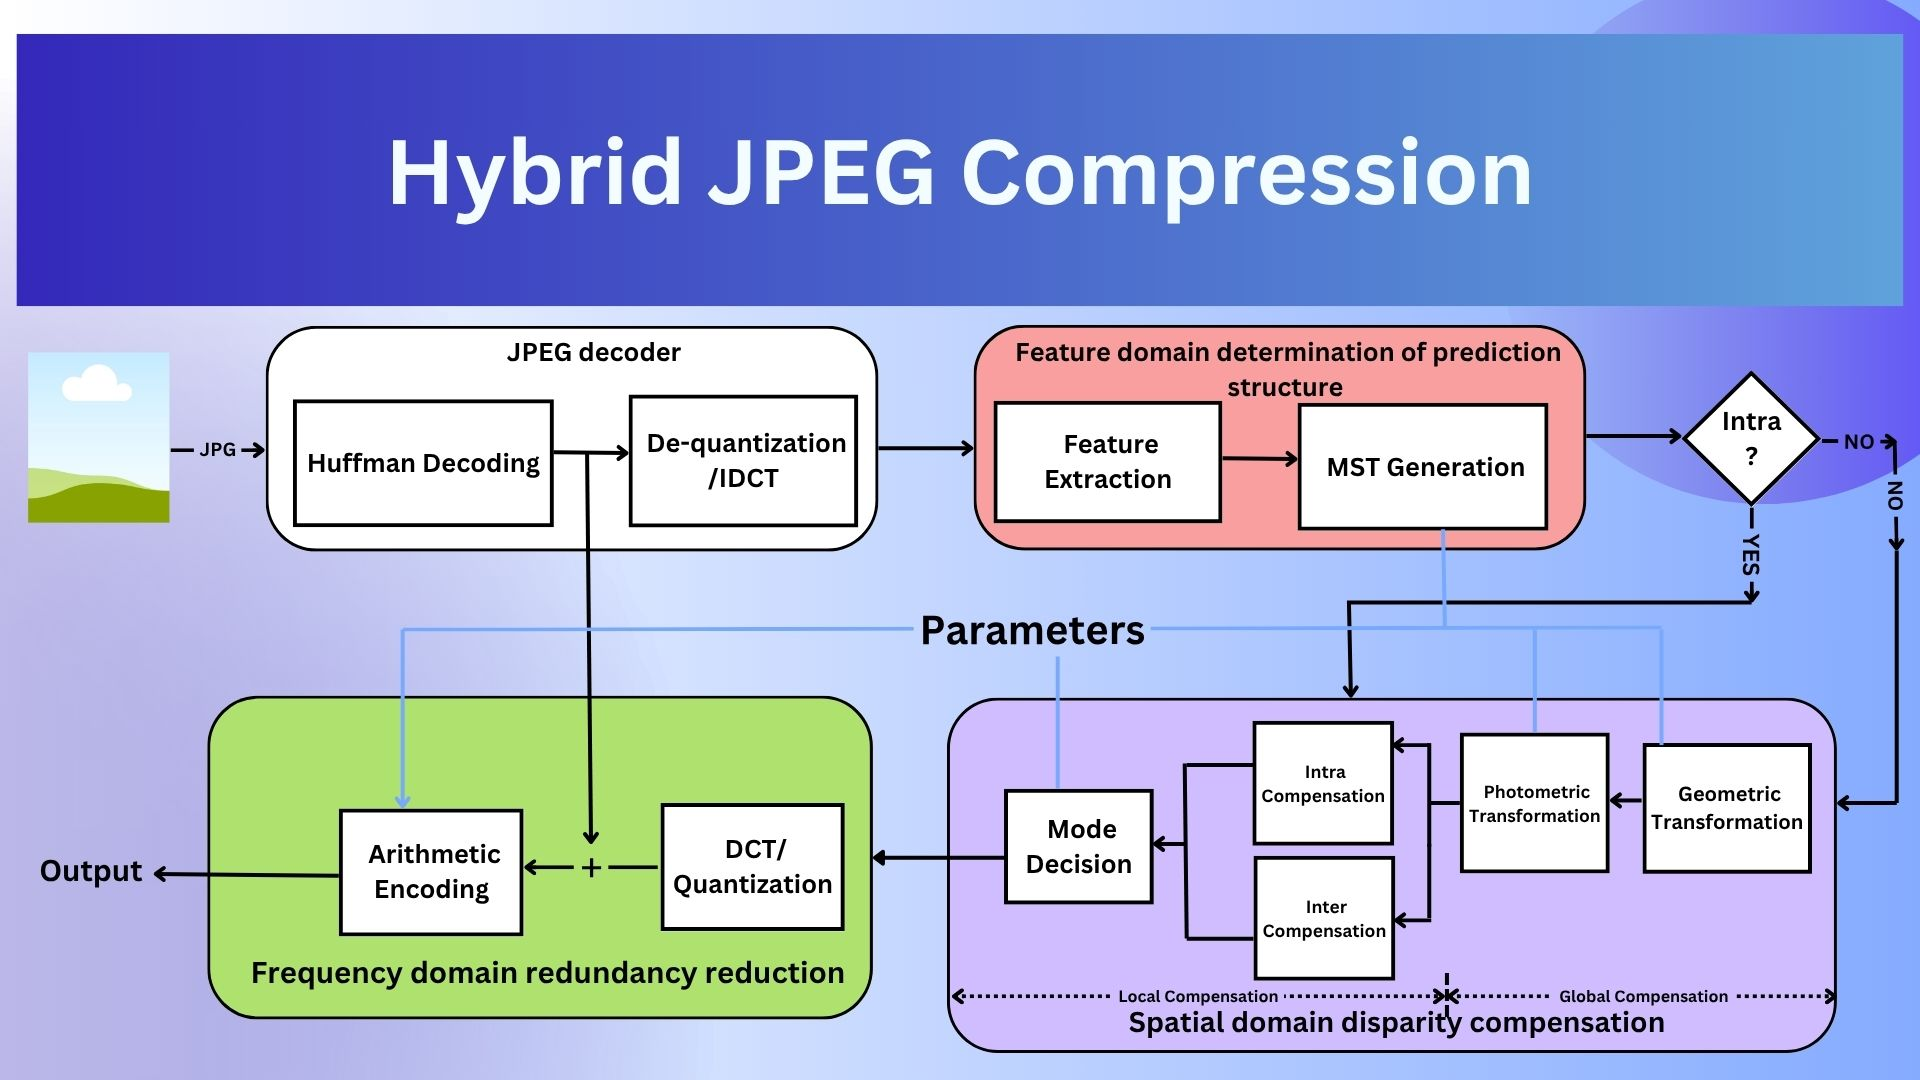 Hybrid JPEG Compression
JPG
JPEG decoder
Huffman Decoding
De-quantization
/IDCT
Feature domain determination of prediction
structure
Feature
Extraction
MST Generation
Intra
?
NO
NO
YES
Parameters
Output
Arithmetic
Encoding
+
DCT/
Quantization
Frequency domain redundancy reduction
Mode
Decision
Intra
Compensation
Inter
Compensation
Photometric
Transformation
Geometric
Transformation
Local Compensation
Global Compensation
Spatial domain disparity compensation